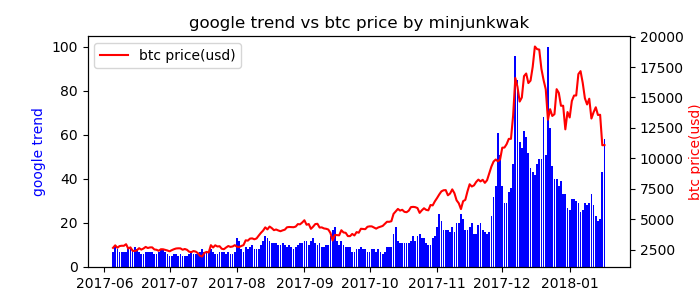 google trend vs btc price by minjunkwak
btc price(usd)
100
80
60
40
20
0
google trend
20000
17500
15000
12500
10000
7500
5000
2500
btc price(usd)
2017-06 2017-07 2017-08 2017-09 2017-10 2017-11 2017-12 2018-01